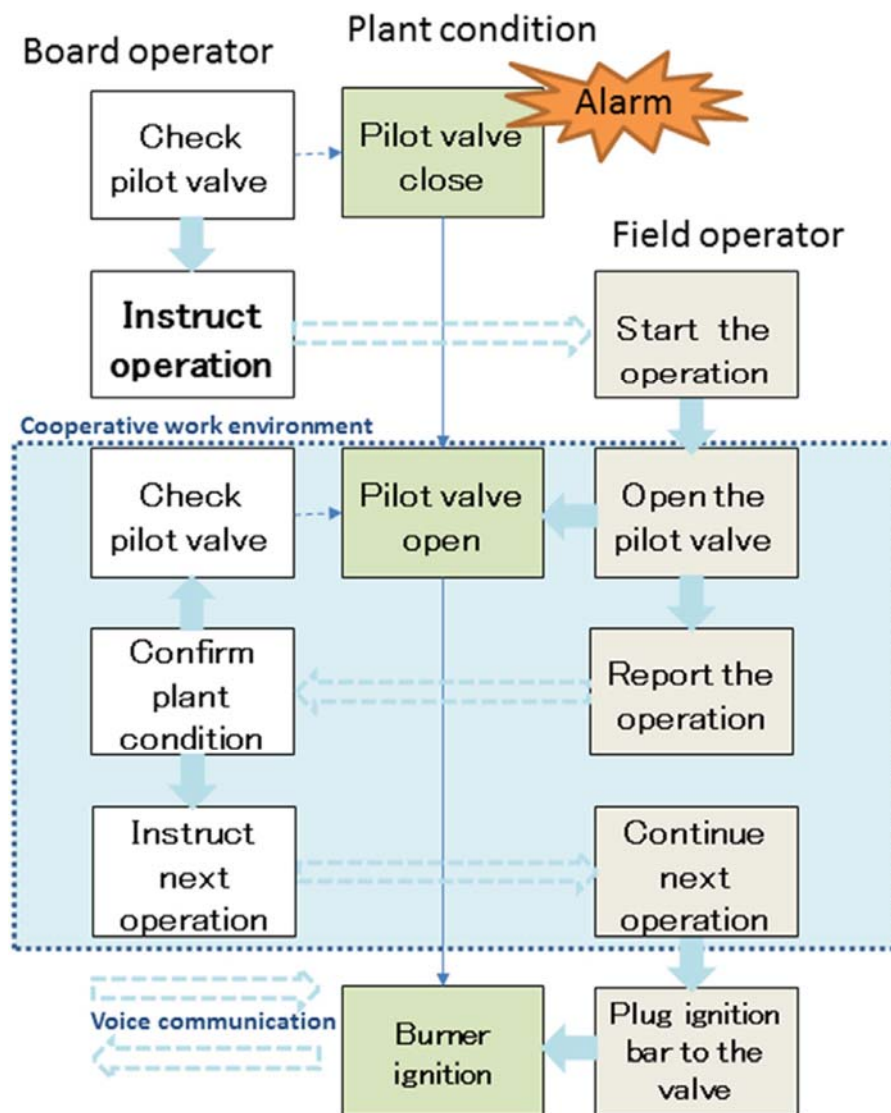 Board operator
Plant condition
Alarm
Check
pilot valve
Pilot valve
close
Field operator
Instruct
operation
Start the
operation
Cooperative work environment
Check
pilot valve
Pilot valve
open
Open the
pilot valve
Confirm
plant
condition
Report the
operation
Instruct
next
operation
Continue
next
operation
Voice communication
Burner
ignition
Plug ignition
bar to the
valve